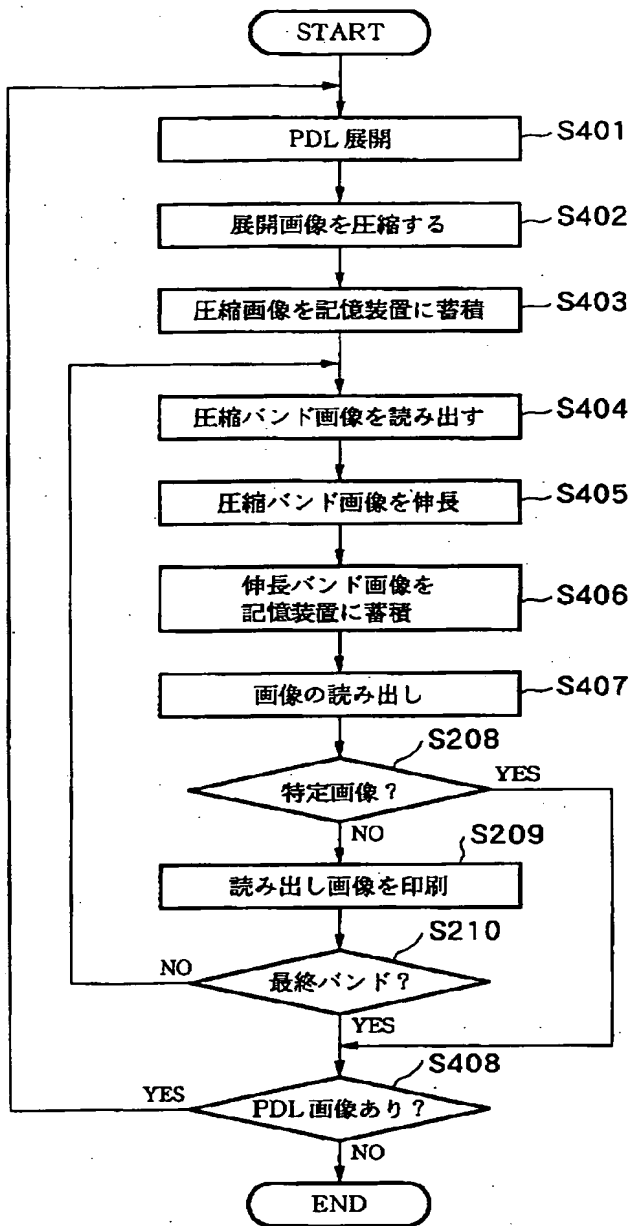 START
PDL 展開
S401
展開画像を圧縮する
S402
圧縮画像を記憶装置に蓄積
S403
圧縮バンド画像を読み出す
S404
圧縮バンド画像を伸長
S405
伸長バンド画像を
記憶装置に蓄積
S406
画像の読み出し
S407
S208
特定画像？
YES
NO
S209
読み出し画像を印刷
S210
NO
最終バンド？
YES
S408
YES
PDL 画像あり？
NO
END